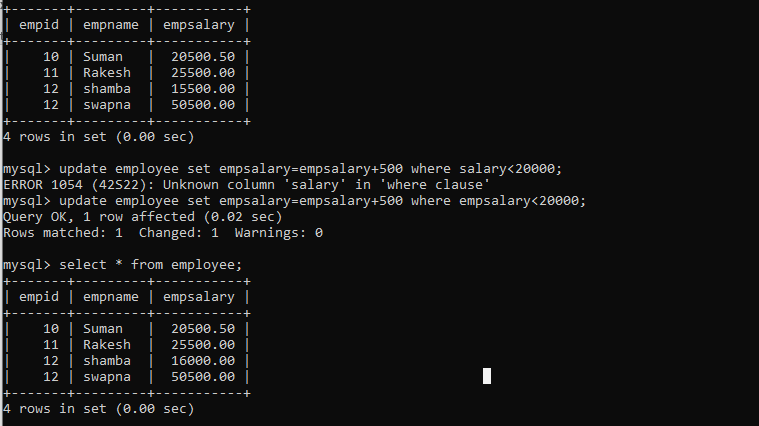 +-------+---------+-----------+
| empid | empname | empsalary |
+-------+---------+-----------+
|    10 | Suman   |  20500.50 |
|    11 | Rakesh  |  25500.00 |
|    12 | shamba  |  15500.00 |
|    12 | swapna  |  50500.00 |
+-------+---------+-----------+
4 rows in set (0.00 sec)
mysql> update employee set empsalary=empsalary+500 where salary<20000;
ERROR 1054 (42S22): Unknown column 'salary' in 'where clause'
mysql> update employee set empsalary=empsalary+500 where empsalary<20000;
Query OK, 1 row affected (0.02 sec)
Rows matched: 1  Changed: 1  Warnings: 0
mysql> select * from employee;
+-------+---------+-----------+
| empid | empname | empsalary |
+-------+---------+-----------+
|    10 | Suman   |  20500.50 |
|    11 | Rakesh  |  25500.00 |
|    12 | shamba  |  16000.00 |
|    12 | swapna  |  50500.00 |
+-------+---------+-----------+
4 rows in set (0.00 sec)